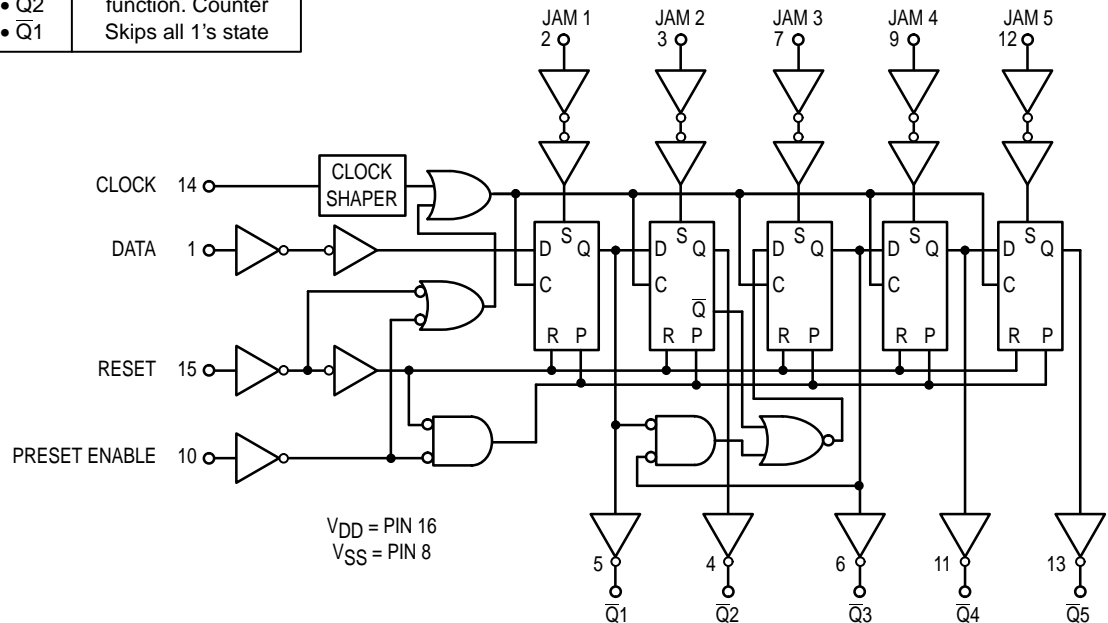 • Q2 function. Counter
• Q̅1 Skips all 1's state
JAM 1 JAM 2 JAM 3 JAM 4 JAM 5
2 3 7 9 12
CLOCK 14
CLOCK
SHAPER
DATA 1
S S S S S
D Q D Q D Q D Q D Q
C C C C C
Q̅
R P R P R P R P R P
RESET 15
PRESET ENABLE 10
VDD = PIN 16
VSS = PIN 8
5 4 6 11 13
Q̅1 Q̅2 Q̅3 Q̅4 Q̅5